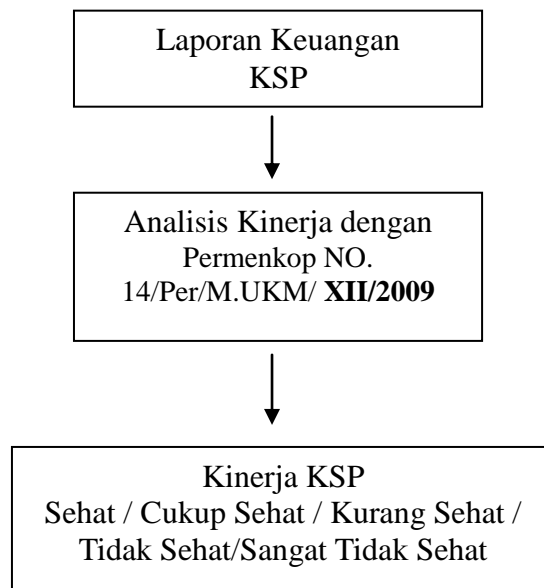 Laporan Keuangan
KSP
Analisis Kinerja dengan
Permenkop NO.
14/Per/M.UKM/ XII/2009
Kinerja KSP
Sehat / Cukup Sehat / Kurang Sehat /
Tidak Sehat/Sangat Tidak Sehat